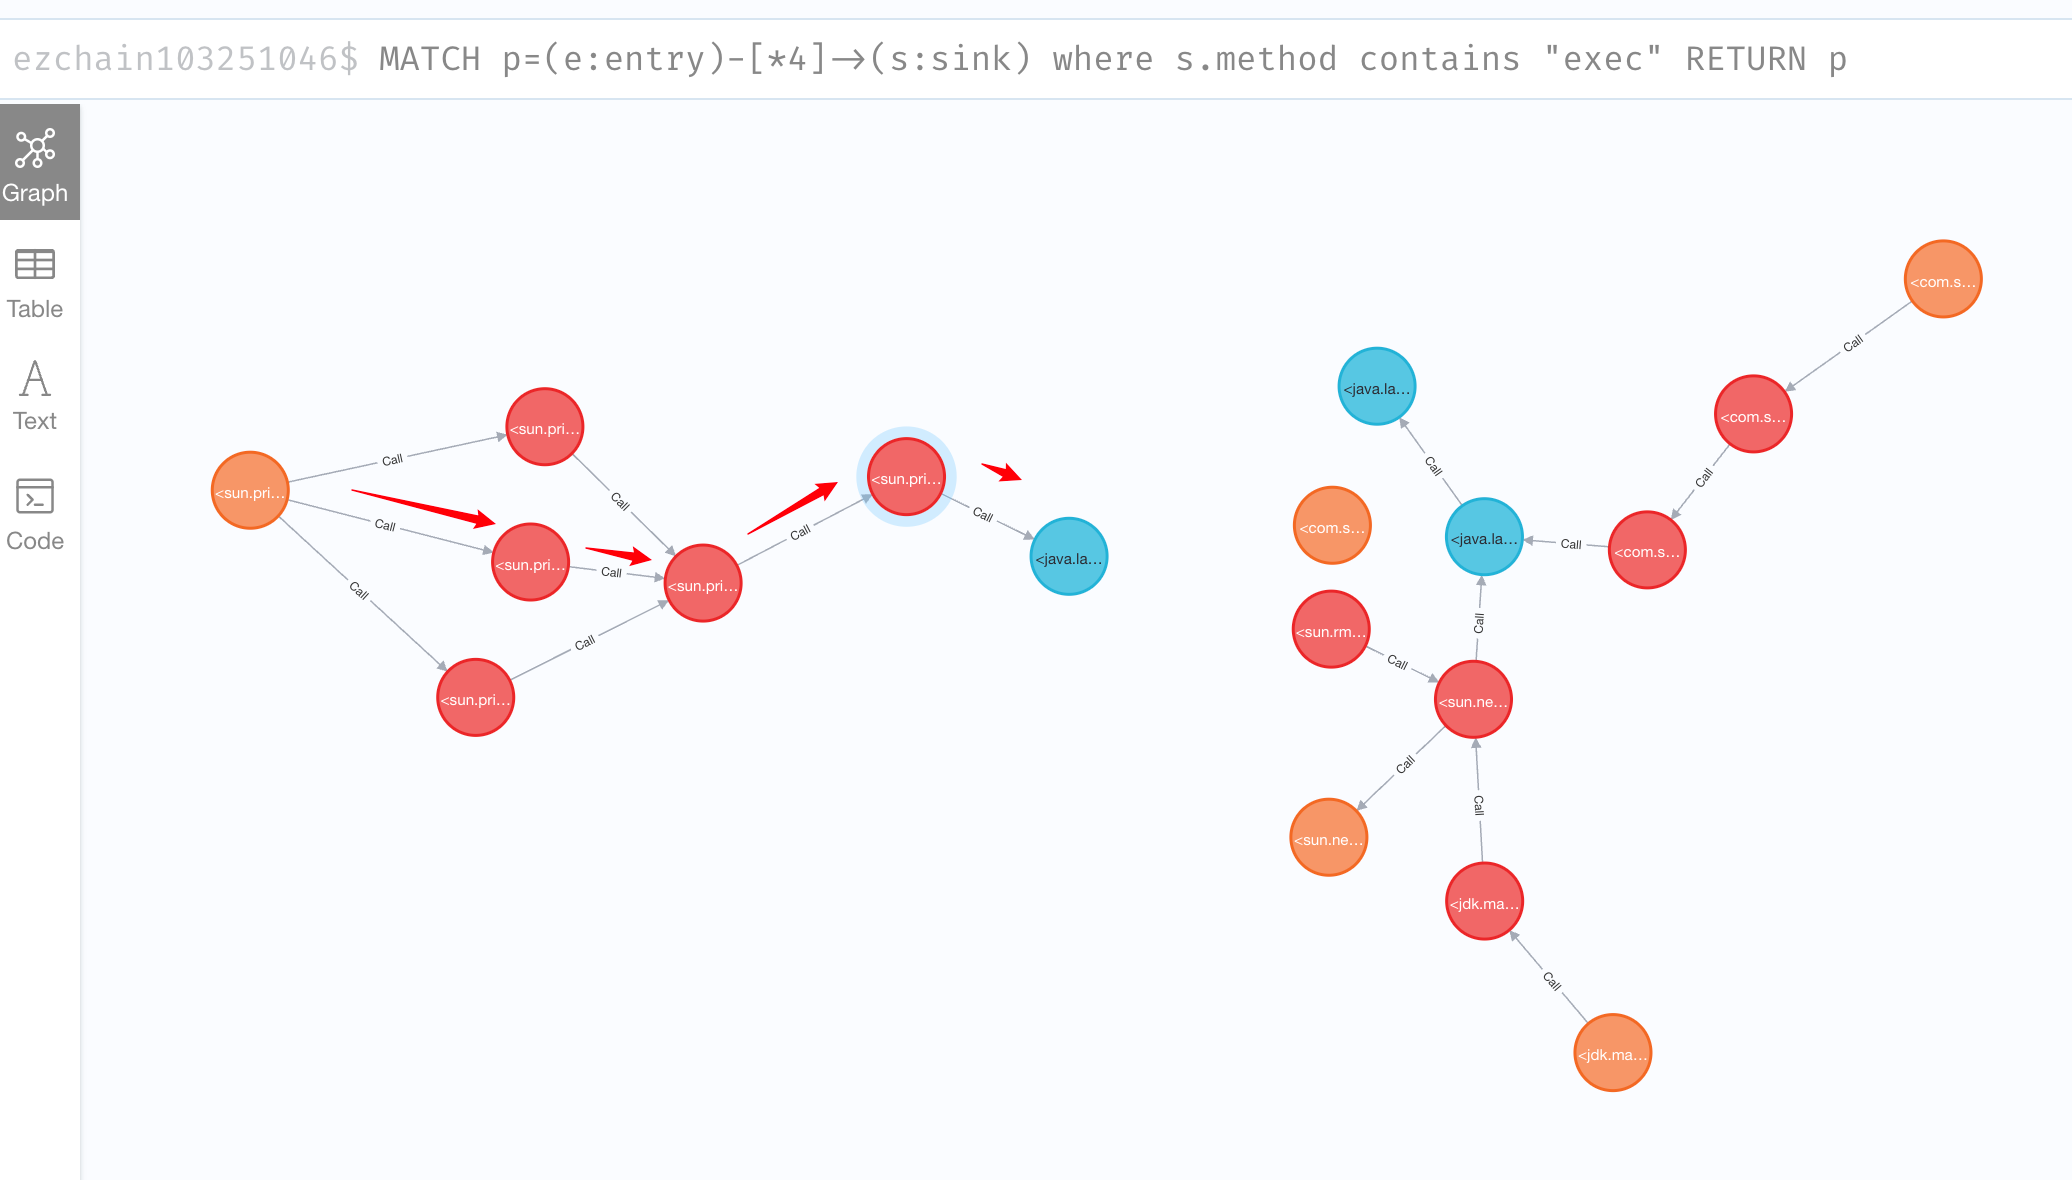 ezchain103251046$ MATCH p=(e:entry)-[*4]->(s:sink) where s.method contains "exec" RETURN p
Graph
Table
Text
Code
<sun.pri...
Call
<sun.pri...
Call
<sun.pri...
Call
<sun.pri...
Call
Call
Call
<sun.pri...
Call
<sun.pri...
Call
<java.la...
<com.s...
Call
<com.s...
Call
<com.s...
Call
<java.la...
Call
<java.la...
<com.s...
<sun.rm...
Call
Call
<sun.ne...
Call
<sun.ne...
Call
<jdk.ma...
Call
<jdk.ma...